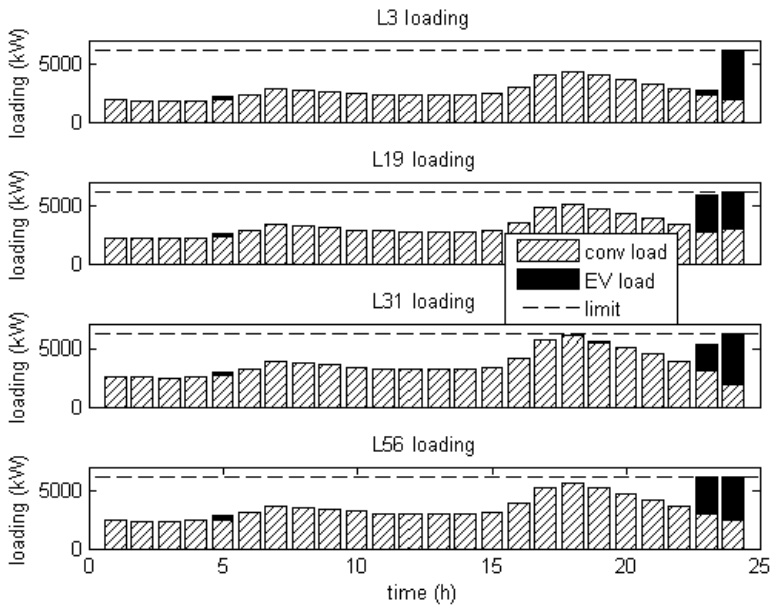 L3 loading
loading (kW)
5000
0
L19 loading
loading (kW)
5000
0
conv load
EV load
limit
L31 loading
loading (kW)
5000
0
L56 loading
loading (kW)
5000
0
0 5 10 15 20 25
time (h)